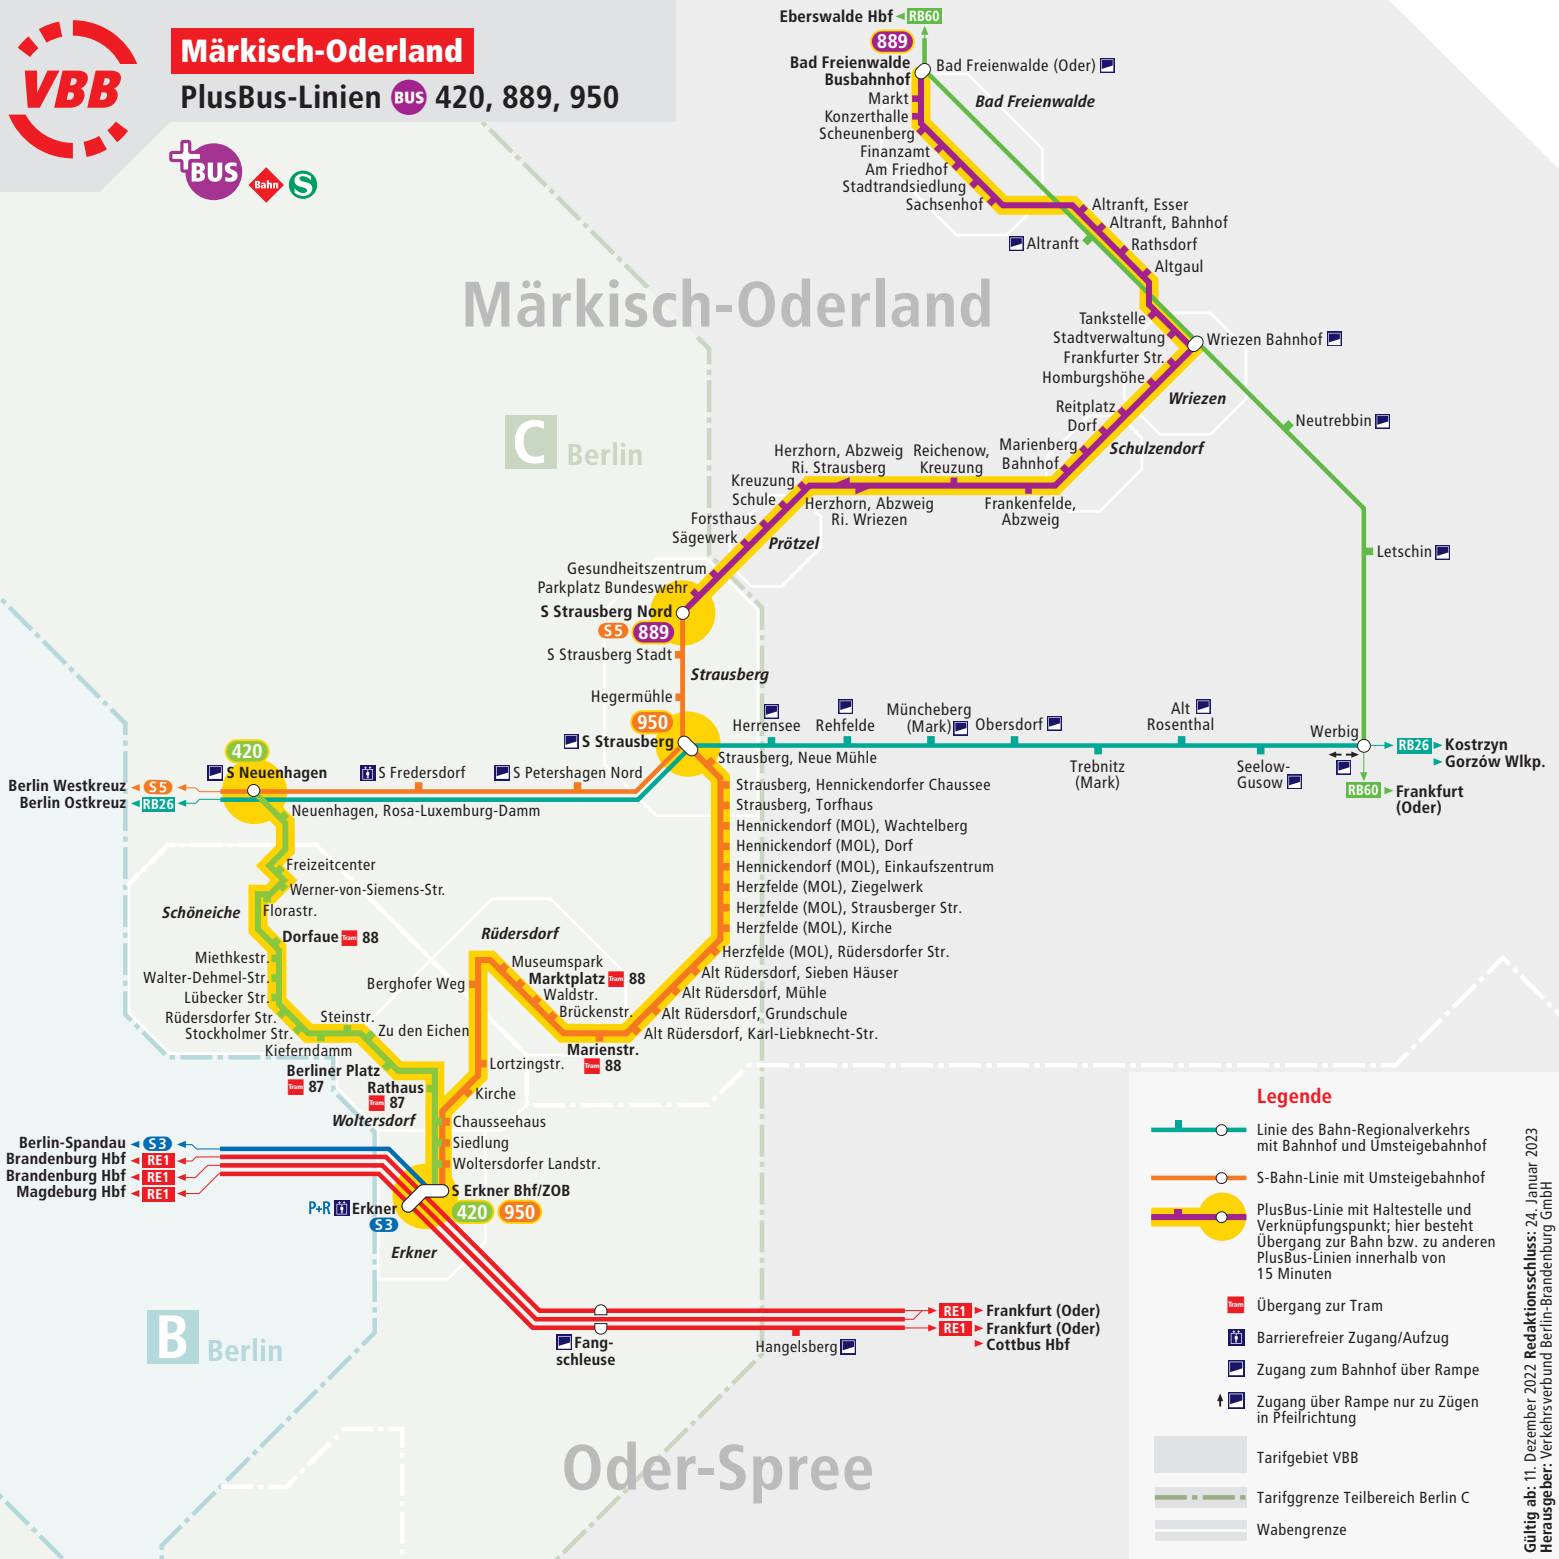 VBB
Märkisch-Oderland
PlusBus-Linien BUS 420, 889, 950
+BUS
Bahn
S
Eberswalde Hbf RB60
889
Bad Freienwalde
Busbahnhof
Bad Freienwalde (Oder)
Bad Freienwalde
Markt
Konzerthalle
Scheunenberg
Finanzamt
Am Friedhof
Stadtrandsiedlung
Sachsenhof
Altranft, Esser
Altranft, Bahnhof
Rathsdorf
Altranft
Altgaul
Märkisch-Oderland
Tankstelle
Stadtverwaltung
Wriezen Bahnhof
Frankfurter Str.
Homburgshöhe
Wriezen
Reitplatz
Dorf
Neutrebbin
C Berlin
Marienberg
Bahnhof
Schulzendorf
Herzhorn, Abzweig
Ri. Strausberg
Reichenow,
Kreuzung
Kreuzung
Schule
Herzhorn, Abzweig
Ri. Wriezen
Frankenfelde,
Abzweig
Forsthaus
Sägewerk
Prötzel
Letschin
Gesundheitszentrum
Parkplatz Bundeswehr
S Strausberg Nord
S5 889
S Strausberg Stadt
Strausberg
Hegermühle
950
S Strausberg
Herrensee
Rehfelde
Müncheberg
(Mark)
Obersdorf
Alt
Rosenthal
Werbig
RB26 Kostrzyn
Gorzów Wlkp.
Strausberg, Neue Mühle
Trebnitz
(Mark)
Seelow-
Gusow
RB60 Frankfurt
(Oder)
420
S Neuenhagen
S Fredersdorf
S Petershagen Nord
Berlin Westkreuz S5
Berlin Ostkreuz RB26
Neuenhagen, Rosa-Luxemburg-Damm
Strausberg, Hennickendorfer Chaussee
Strausberg, Torfhaus
Hennickendorf (MOL), Wachtelberg
Hennickendorf (MOL), Dorf
Hennickendorf (MOL), Einkaufszentrum
Herzfelde (MOL), Ziegelwerk
Herzfelde (MOL), Strausberger Str.
Herzfelde (MOL), Kirche
Herzfelde (MOL), Rüdersdorfer Str.
Alt Rüdersdorf, Sieben Häuser
Alt Rüdersdorf, Mühle
Alt Rüdersdorf, Grundschule
Alt Rüdersdorf, Karl-Liebknecht-Str.
Freizeitcenter
Werner-von-Siemens-Str.
Schöneiche
Florastr.
Dorfaue Tram 88
Miethkestr.
Walter-Dehmel-Str.
Lübecker Str.
Rüdersdorfer Str.
Stockholmer Str.
Kieferndamm
Steinstr.
Zu den Eichen
Berliner Platz
Tram 87
Rathaus
Tram 87
Woltersdorf
Rüdersdorf
Museumspark
Marktplatz Tram 88
Waldstr.
Brückenstr.
Marienstr.
Tram 88
Berghofer Weg
Lortzingstr.
Kirche
Chausseehaus
Siedlung
Woltersdorfer Landstr.
Berlin-Spandau S3
Brandenburg Hbf RE1
Brandenburg Hbf RE1
Magdeburg Hbf RE1
S Erkner Bhf/ZOB
420 950
P+R Erkner
S3
Erkner
B Berlin
Fang-
schleuse
Hangelsberg
RE1 Frankfurt (Oder)
RE1 Frankfurt (Oder)
Cottbus Hbf
Oder-Spree
Legende
Linie des Bahn-Regionalverkehrs
mit Bahnhof und Umsteigebahnhof
S-Bahn-Linie mit Umsteigebahnhof
PlusBus-Linie mit Haltestelle und
Verknüpfungspunkt; hier besteht
Übergang zur Bahn bzw. zu anderen
PlusBus-Linien innerhalb von
15 Minuten
Tram Übergang zur Tram
Barrierefreier Zugang/Aufzug
Zugang zum Bahnhof über Rampe
Zugang über Rampe nur zu Zügen
in Pfeilrichtung
Tarifgebiet VBB
Tarifggrenze Teilbereich Berlin C
Wabengrenze
Gültig ab: 11. Dezember 2022 Redaktionsschluss: 24. Januar 2023
Herausgeber: Verkehrsverbund Berlin-Brandenburg GmbH